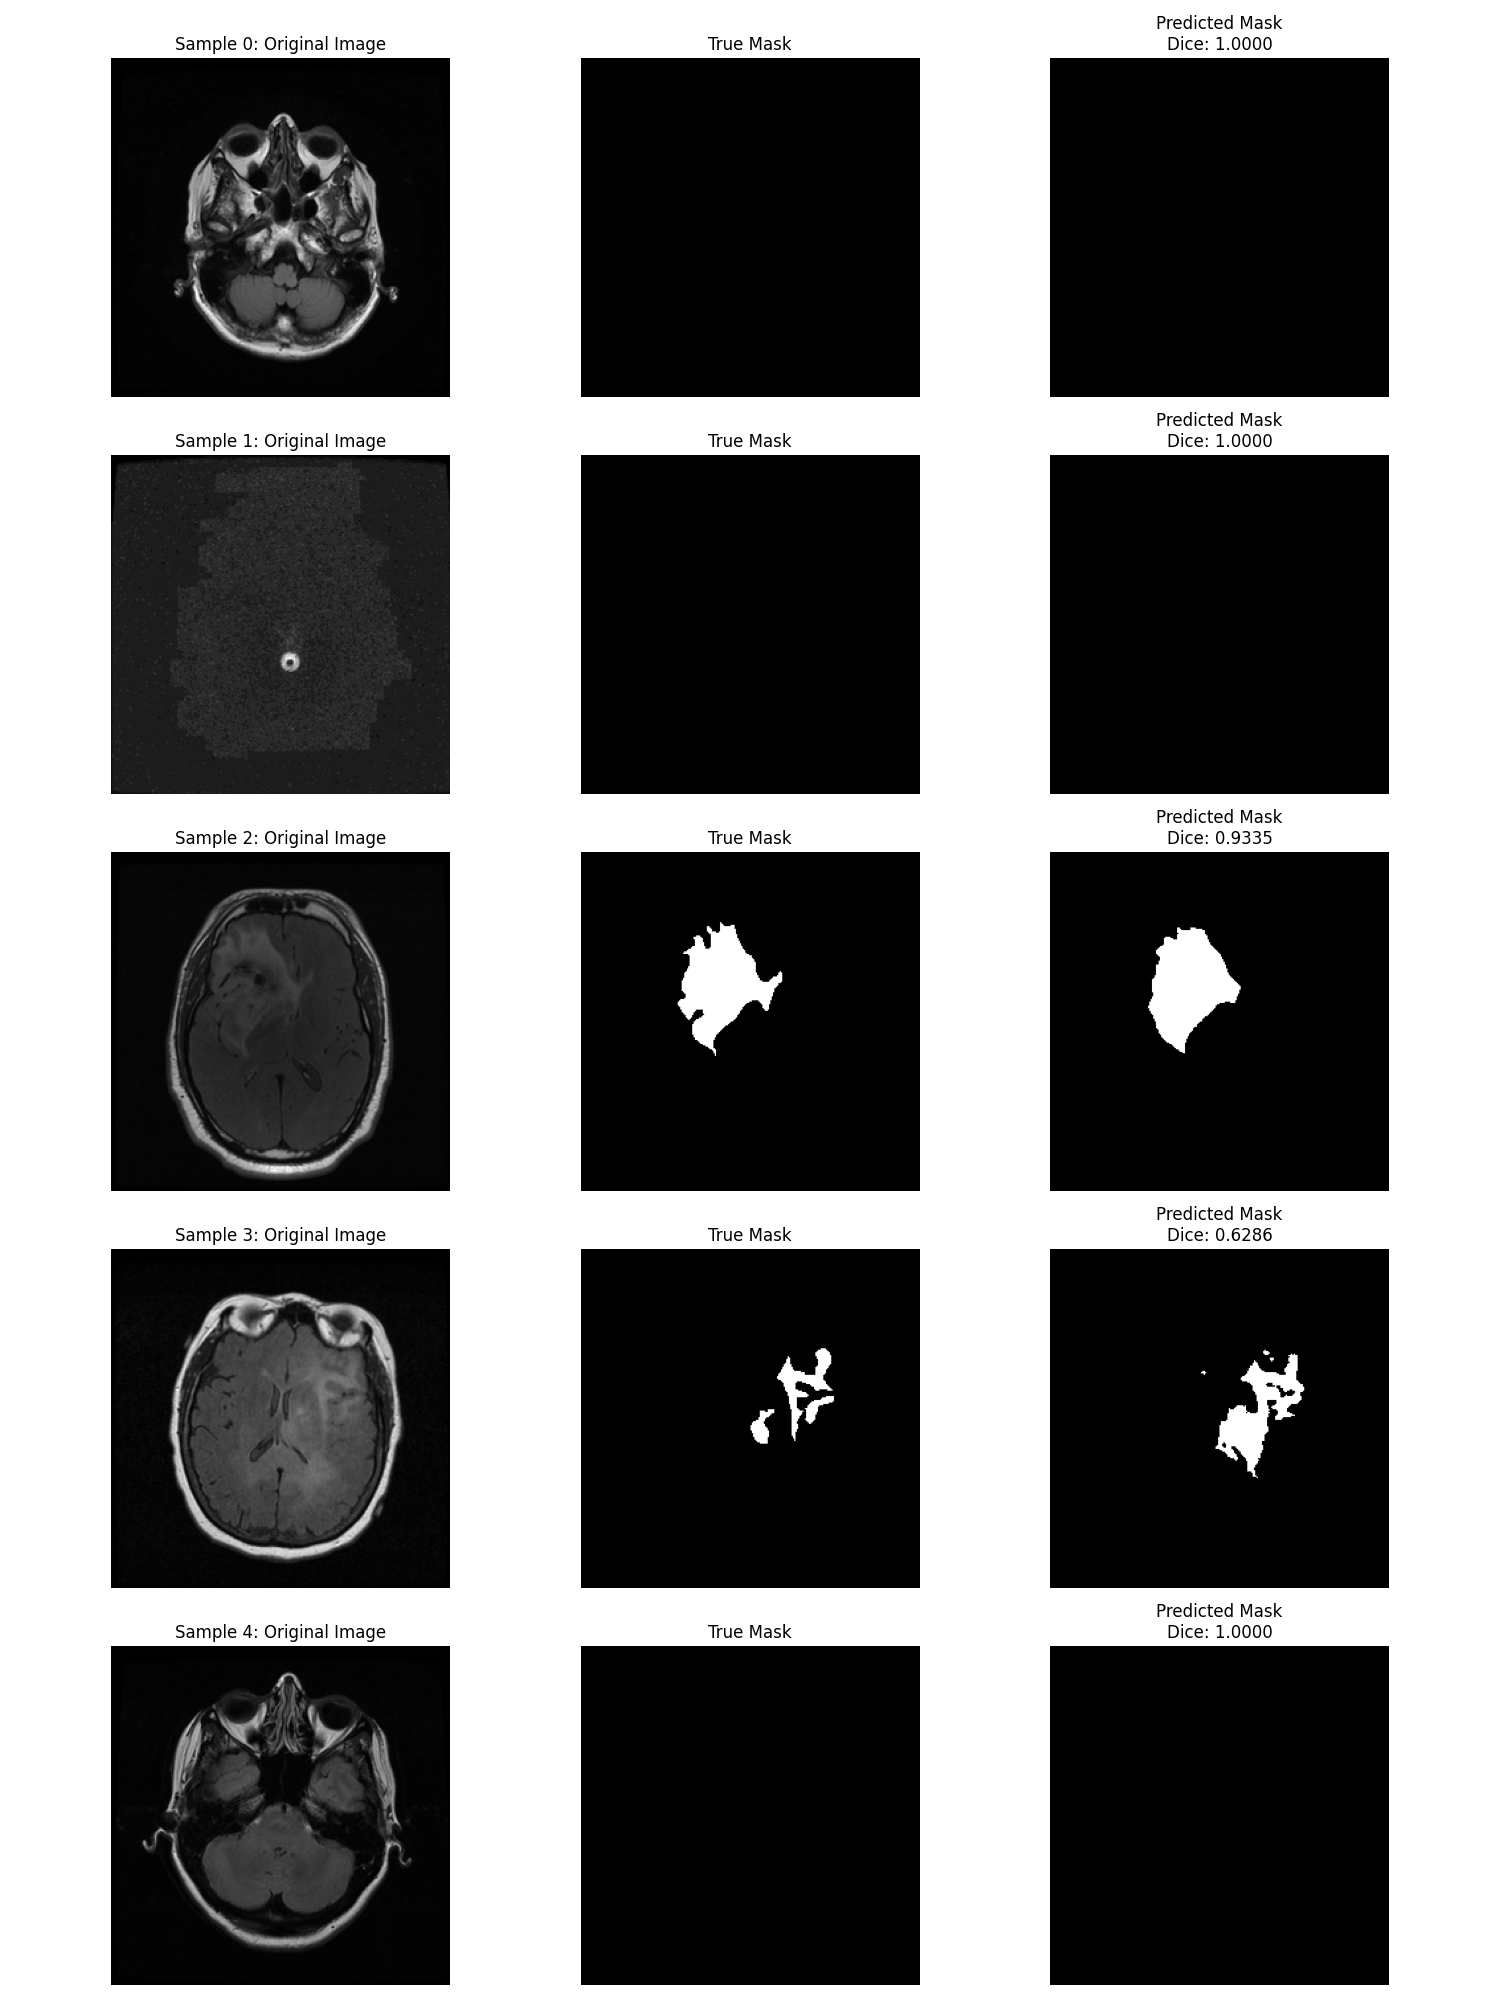 Sample 0: Original Image
True Mask
Predicted Mask
Dice: 1.0000
Sample 1: Original Image
True Mask
Predicted Mask
Dice: 1.0000
Sample 2: Original Image
True Mask
Predicted Mask
Dice: 0.9335
Sample 3: Original Image
True Mask
Predicted Mask
Dice: 0.6286
Sample 4: Original Image
True Mask
Predicted Mask
Dice: 1.0000